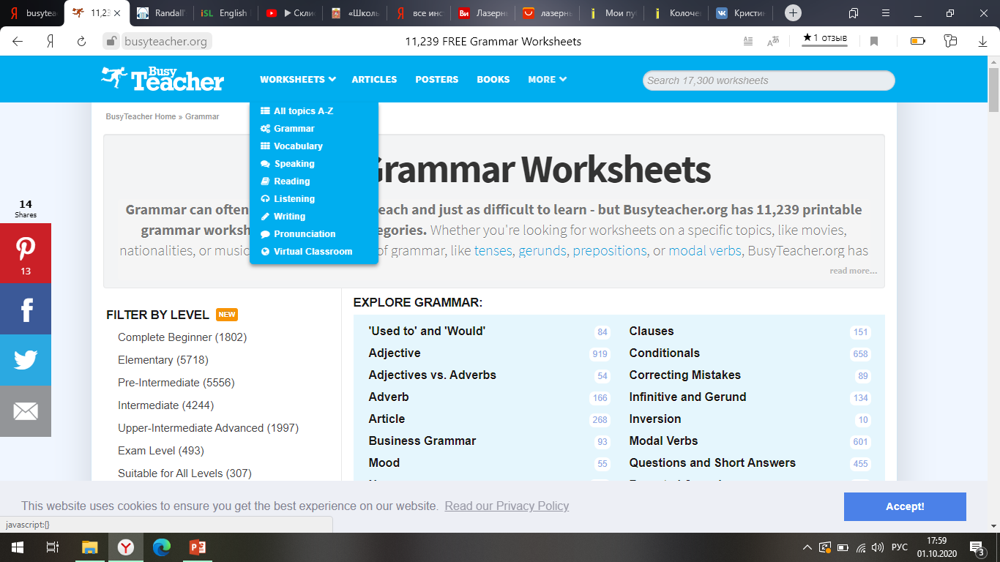 busyteac
11,23
Randall'
English
Склис
«Школь
все инс
Лазерны
лазерны
Мои пуб
Колочен
Кристин
busyteacher.org
11,239 FREE Grammar Worksheets
★1 отзыв
Busy Teacher
WORKSHEETS ARTICLES POSTERS BOOKS MORE
Search 17,300 worksheets
All topics A-Z
Grammar
Vocabulary
Speaking
Reading
Listening
Writing
Pronunciation
Virtual Classroom
BusyTeacher Home » Grammar
Grammar Worksheets
Grammar can often each and just as difficult to learn - but Busyteacher.org has 11,239 printable
grammar worksh egories. Whether you're looking for worksheets on a specific topics, like movies,
nationalities, or music of grammar, like tenses, gerunds, prepositions, or modal verbs, BusyTeacher.org has
read more...
14
Shares
13
FILTER BY LEVEL NEW
Complete Beginner (1802)
Elementary (5718)
Pre-Intermediate (5556)
Intermediate (4244)
Upper-Intermediate Advanced (1997)
Exam Level (493)
Suitable for All Levels (307)
EXPLORE GRAMMAR:
'Used to' and 'Would' 84
Adjective 919
Adjectives vs. Adverbs 54
Adverb 166
Article 268
Business Grammar 93
Mood 55
Clauses 151
Conditionals 658
Correcting Mistakes 89
Infinitive and Gerund 134
Inversion 10
Modal Verbs 601
Questions and Short Answers 455
This website uses cookies to ensure you get the best experience on our website. Read our Privacy Policy
Accept!
javascript:{}
РУС
17:59
01.10.2020
3